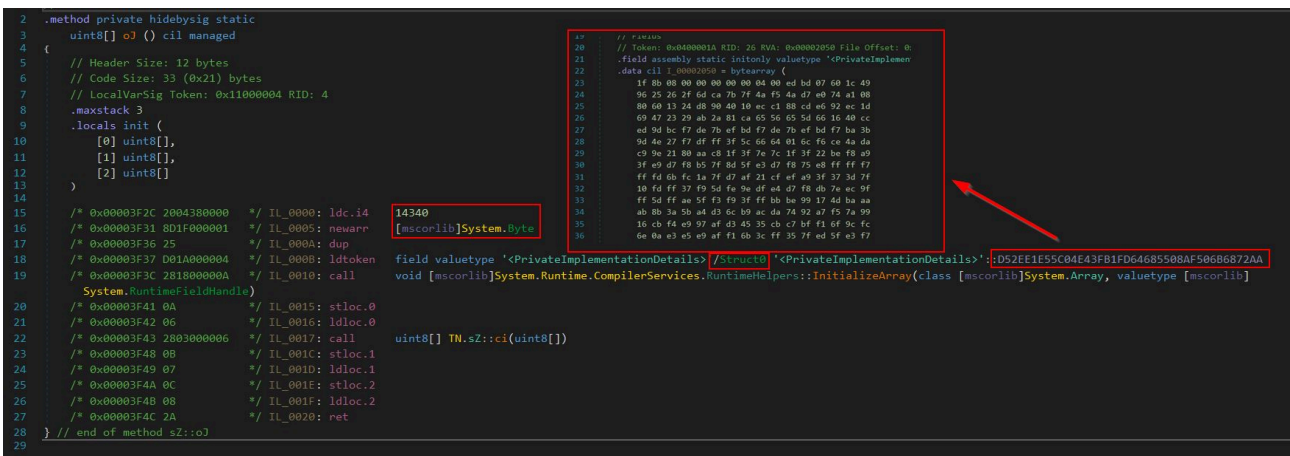 2 .method private hidebysig static
3 uint8[] oJ () cil managed
4 {
5 // Header Size: 12 bytes
6 // Code Size: 33 (0x21) bytes
7 // LocalVarSig Token: 0x11000004 RID: 4
8 .maxstack 3
9 .locals init (
10 [0] uint8[],
11 [1] uint8[],
12 [2] uint8[]
13 )
14
15 /* 0x00003F2C 2004380000 */ IL_0000: ldc.i4 14340
16 /* 0x00003F31 8D1F000001 */ IL_0005: newarr [mscorlib]System.Byte
17 /* 0x00003F36 25 */ IL_000A: dup
18 /* 0x00003F37 D01A000004 */ IL_000B: ldtoken field valuetype '<PrivateImplementationDetails>'/Struct0 '<PrivateImplementationDetails>'::D52EE1E55C04E43FB1FD64685508AF506B6872AA
19 /* 0x00003F3C 281800000A */ IL_0010: call void [mscorlib]System.Runtime.CompilerServices.RuntimeHelpers::InitializeArray(class [mscorlib]System.Array, valuetype [mscorlib]
System.RuntimeFieldHandle)
20 /* 0x00003F41 0A */ IL_0015: stloc.0
21 /* 0x00003F42 06 */ IL_0016: ldloc.0
22 /* 0x00003F43 2803000006 */ IL_0017: call uint8[] TN.sZ::ci(uint8[])
23 /* 0x00003F48 0B */ IL_001C: stloc.1
24 /* 0x00003F49 07 */ IL_001D: ldloc.1
25 /* 0x00003F4A 0C */ IL_001E: stloc.2
26 /* 0x00003F4B 08 */ IL_001F: ldloc.2
27 /* 0x00003F4C 2A */ IL_0020: ret
28 } // end of method sZ::oJ
29
19 // Fields
20 // Token: 0x0400001A RID: 26 RVA: 0x00002050 File Offset: 0
21 .field assembly static initonly valuetype '<PrivateImplemen
22 .data cil I_00002050 = bytearray (
23 1f 8b 08 00 00 00 00 00 04 00 ed bd 07 60 1c 49
24 96 25 26 2f 6d ca 7b 7f 4a f5 4a d7 e0 74 a1 08
25 80 60 13 24 d8 90 40 10 ec c1 88 cd e6 92 ec 1d
26 69 47 23 29 ab 2a 81 ca 65 56 65 5d 66 16 40 cc
27 ed 9d bc f7 de 7b ef bd f7 de 7b ef bd f7 ba 3b
28 9d 4e 27 f7 df ff 3f 5c 66 64 01 6c f6 ce 4a da
29 c9 9e 21 80 aa c8 1f 3f 7e 7c 1f 3f 22 be f8 a9
30 3f e9 d7 f8 b5 7f 8d 5f e3 d7 f8 75 e8 ff ff f7
31 ff fd 6b fc 1a 7f d7 af 21 cf ef a9 3f 37 3d 7f
32 10 fd ff 37 f9 5d fe 9e df e4 d7 f8 db 7e ec 9f
33 ff 5d ff ae 5f f3 f9 3f ff bb be 99 17 4d ba aa
34 ab 8b 3a 5b a4 d3 6c b9 ac da 74 92 a7 f5 7a 99
35 16 cb f4 e9 97 af d3 45 35 cb c7 bf f1 6f 9c fc
36 6e 0a e3 e5 e9 af f1 6b 3c ff 35 7f ed 5f e3 f7